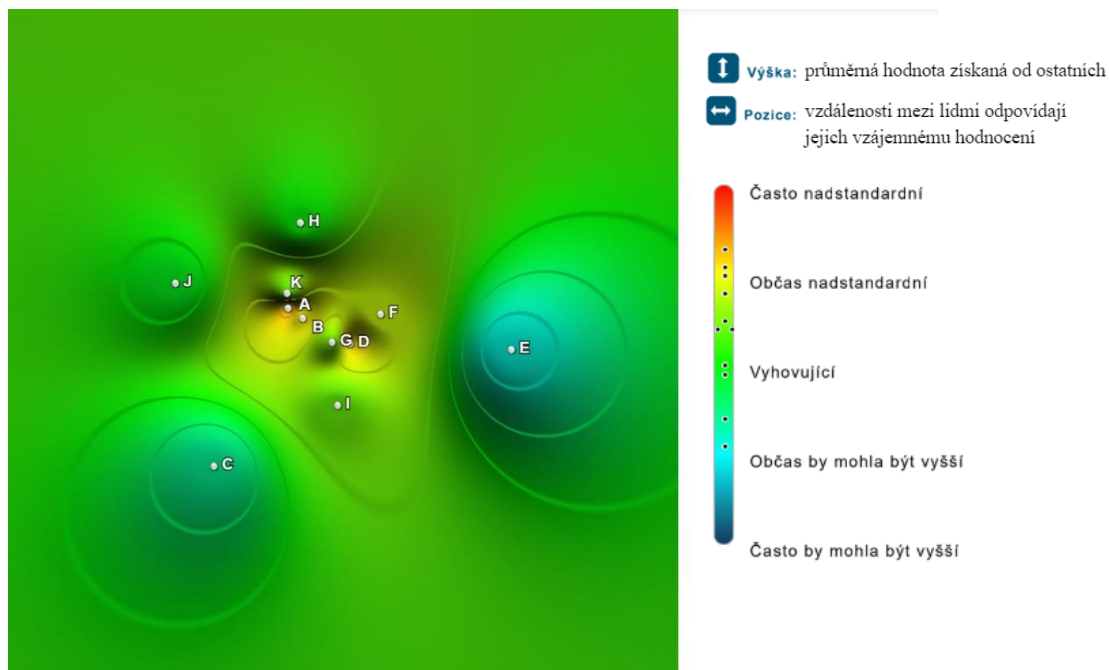 H
J
K
A
B
F
G
D
E
I
C
Výška: průměrná hodnota získaná od ostatních
Pozice: vzdálenosti mezi lidmi odpovídají
jejich vzájemnému hodnocení
Často nadstandardní
Občas nadstandardní
Vyhovující
Občas by mohla být vyšší
Často by mohla být vyšší